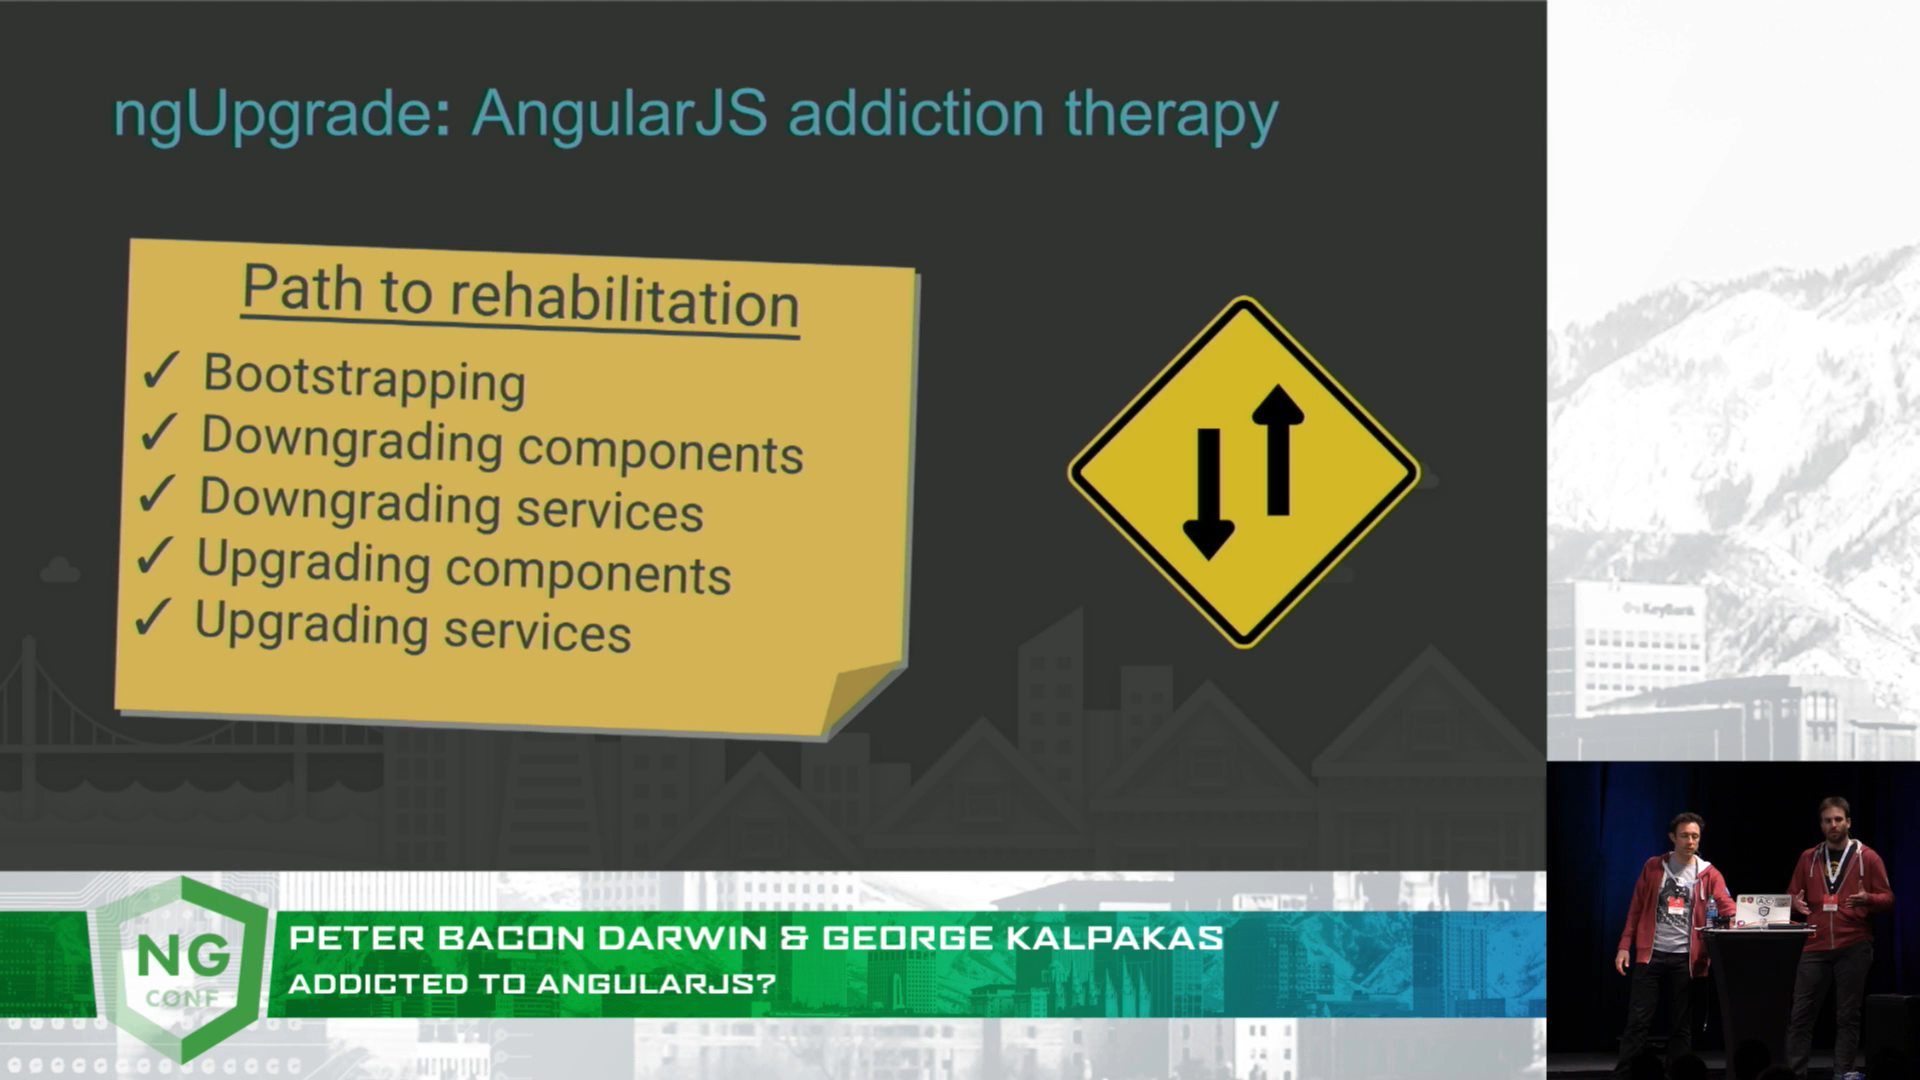 ngUpgrade: AngularJS addiction therapy
Path to rehabilitation
✓ Bootstrapping
✓ Downgrading components
✓ Downgrading services
✓ Upgrading components
✓ Upgrading services
KeyBank
NG
CONF
PETER BACON DARWIN & GEORGE KALPAKAS
ADDICTED TO ANGULARJS?